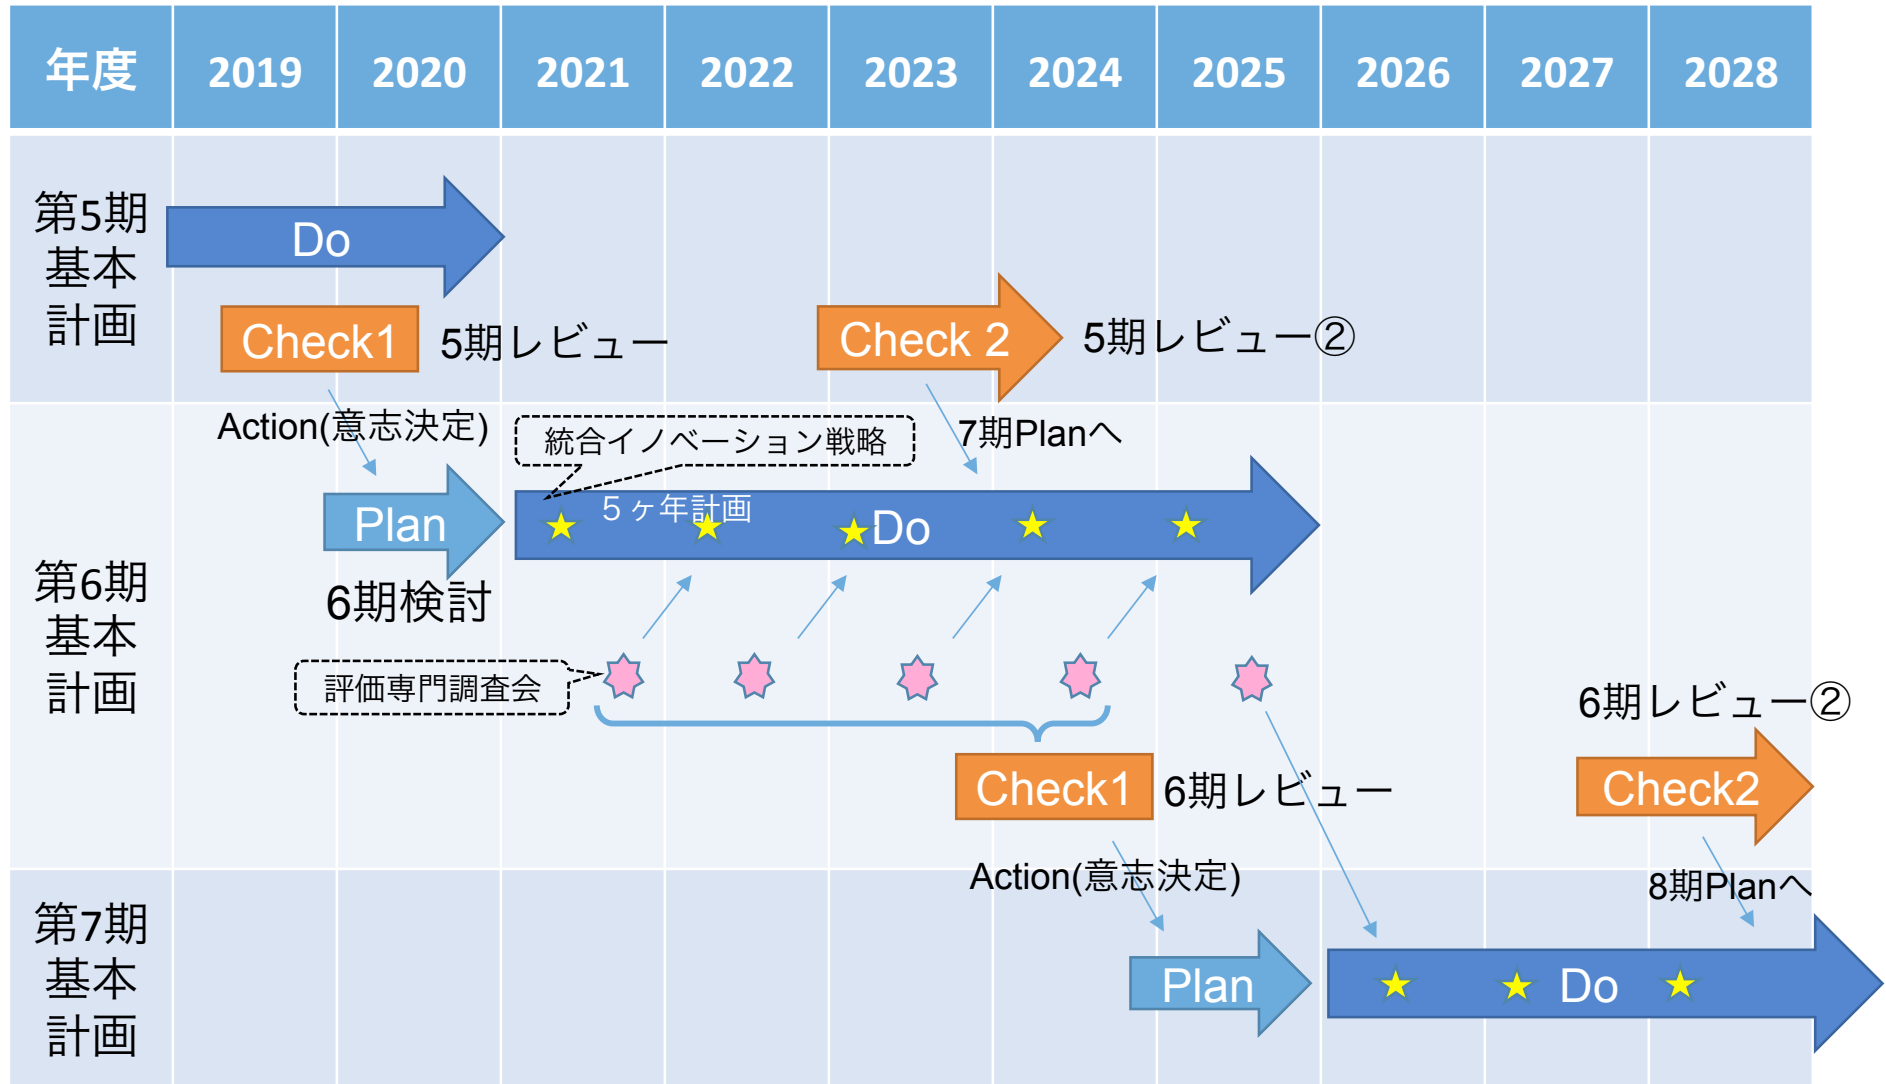 年度 2019 2020 2021 2022 2023 2024 2025 2026 2027 2028
第5期
基本
計画
Do
Check1
5期レビュー
Check 2
5期レビュー②
Action(意志決定)
統合イノベーション戦略
7期Planへ
第6期
基本
計画
Plan
6期検討
5ヶ年計画
Do
評価専門調査会
Check1
6期レビュー
6期レビュー②
Check2
Action(意志決定)
8期Planへ
第7期
基本
計画
Plan
Do